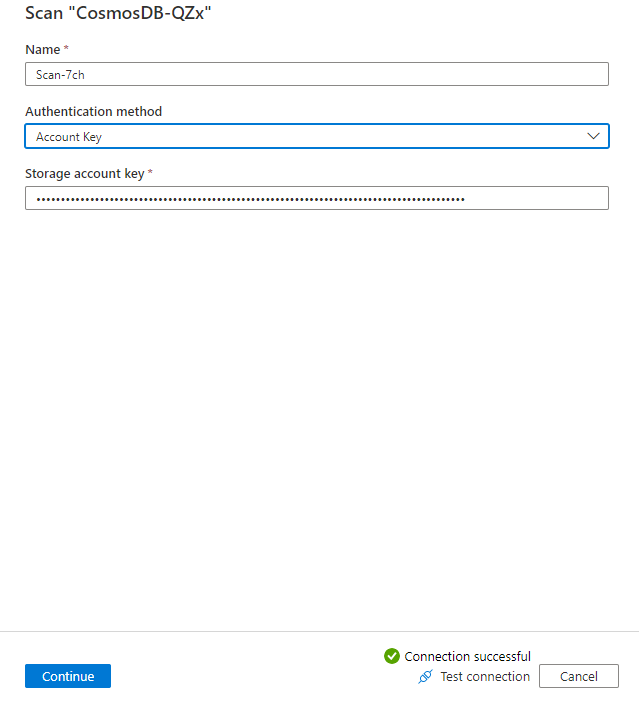 Scan "CosmosDB-QZx"
Name *
Scan-7ch
Authentication method
Account Key
Storage account key *
Connection successful
Test connection
Continue
Cancel